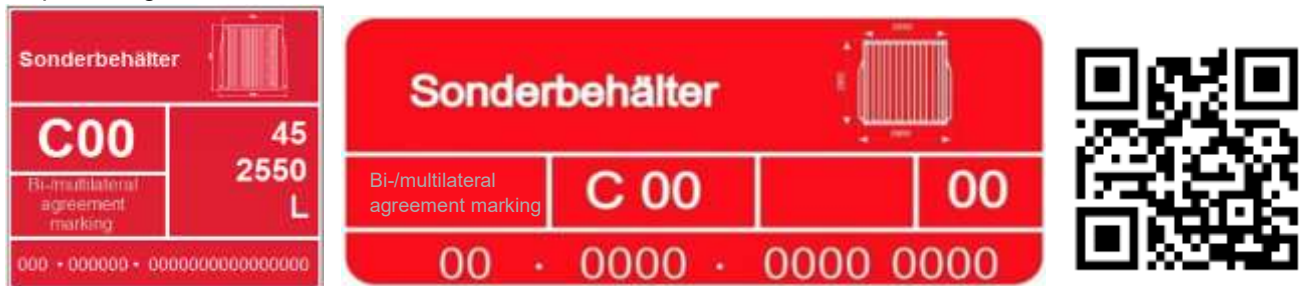 Sonderbehälter
C00
Bi-/multilateral
agreement
marking
45
2550
L
000 • 000000 • 0000000000000000
Sonderbehälter
Bi-/multilateral
agreement marking
C 00
00
00 • 0000 • 0000 0000